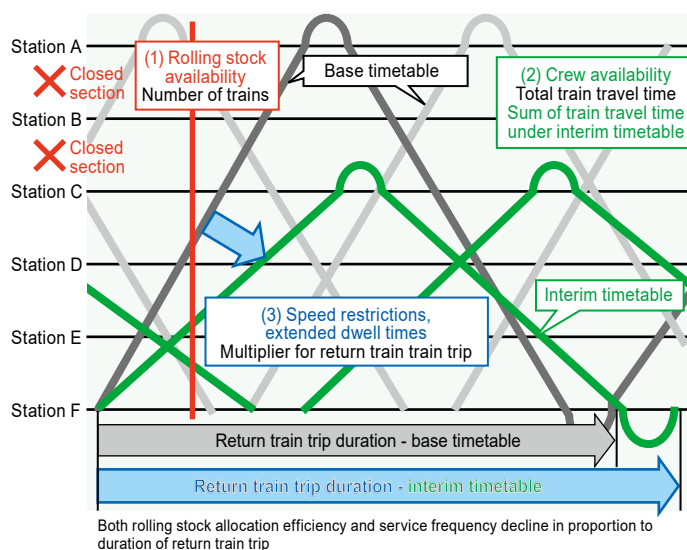 Station A
Closed
section
Station B
Closed
section
Station C
Station D
Station E
Station F
(1) Rolling stock
availability
Number of trains
Base timetable
(2) Crew availability
Total train travel time
Sum of train travel time
under interim timetable
Interim timetable
(3) Speed restrictions,
extended dwell times
Multiplier for return train train trip
Return train trip duration - base timetable
Return train trip duration - interim timetable
Both rolling stock allocation efficiency and service frequency decline in proportion to
duration of return train trip